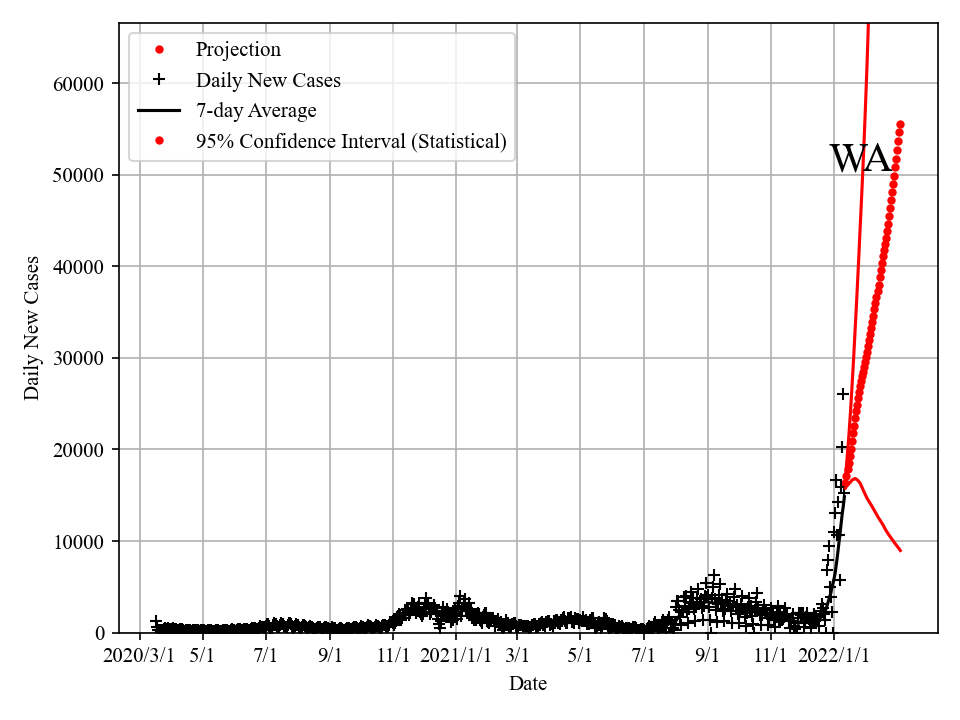 Projection
Daily New Cases
7-day Average
95% Confidence Interval (Statistical)
WA
60000
50000
40000
30000
20000
10000
0
Daily New Cases
2020/3/1 5/1 7/1 9/1 11/1 2021/1/1 3/1 5/1 7/1 9/1 11/1 2022/1/1
Date